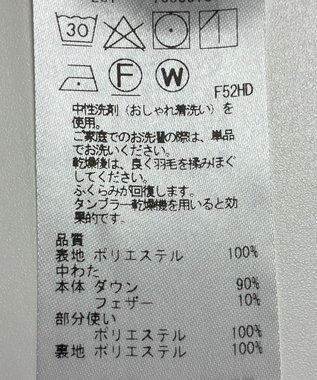 30
F
W
F52HD
中性洗剤（おしゃれ着洗い）を
使用。
ご家庭でのお洗濯の際は、単品
でお洗いください。
乾燥後は、良く羽毛を揉みほぐ
してください。
ふくらみが回復します。
タンブラー乾燥機を用いると効
果的です。
品質
表地 ポリエステル 100%
中わた
本体 ダウン 90%
フェザー 10%
部分使い
ポリエステル 100%
裏地 ポリエステル 100%